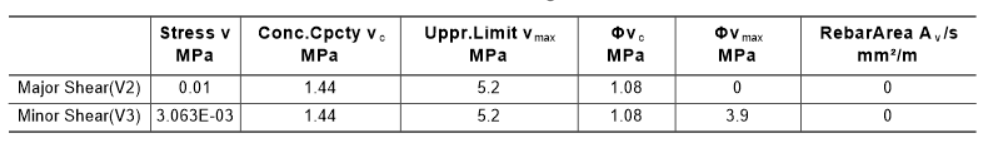 Stress v MPa Conc.Cpcty v c MPa Uppr.Limit v max MPa Φv c MPa Φv max MPa RebarArea A v /s mm²/m
Major Shear(V2) 0.01 1.44 5.2 1.08 0 0
Minor Shear(V3) 3.063E-03 1.44 5.2 1.08 3.9 0